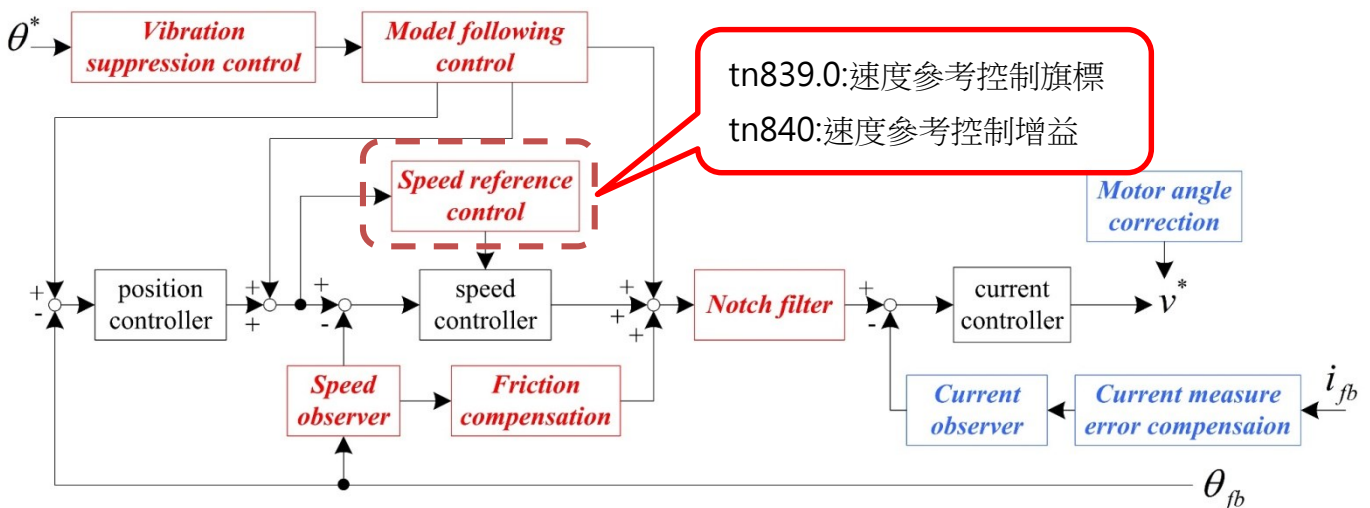 θ*
Vibration
suppression control
Model following
control
tn839.0:速度參考控制旗標
tn840:速度參考控制增益
Speed reference
control
Motor angle
correction
+
-
position
controller
+
+
+
-
speed
controller
+
+
+
Notch filter
+
-
current
controller
v*
Speed
observer
Friction
compensation
Current
observer
Current measure
error compensaion
i_fb
θ_fb